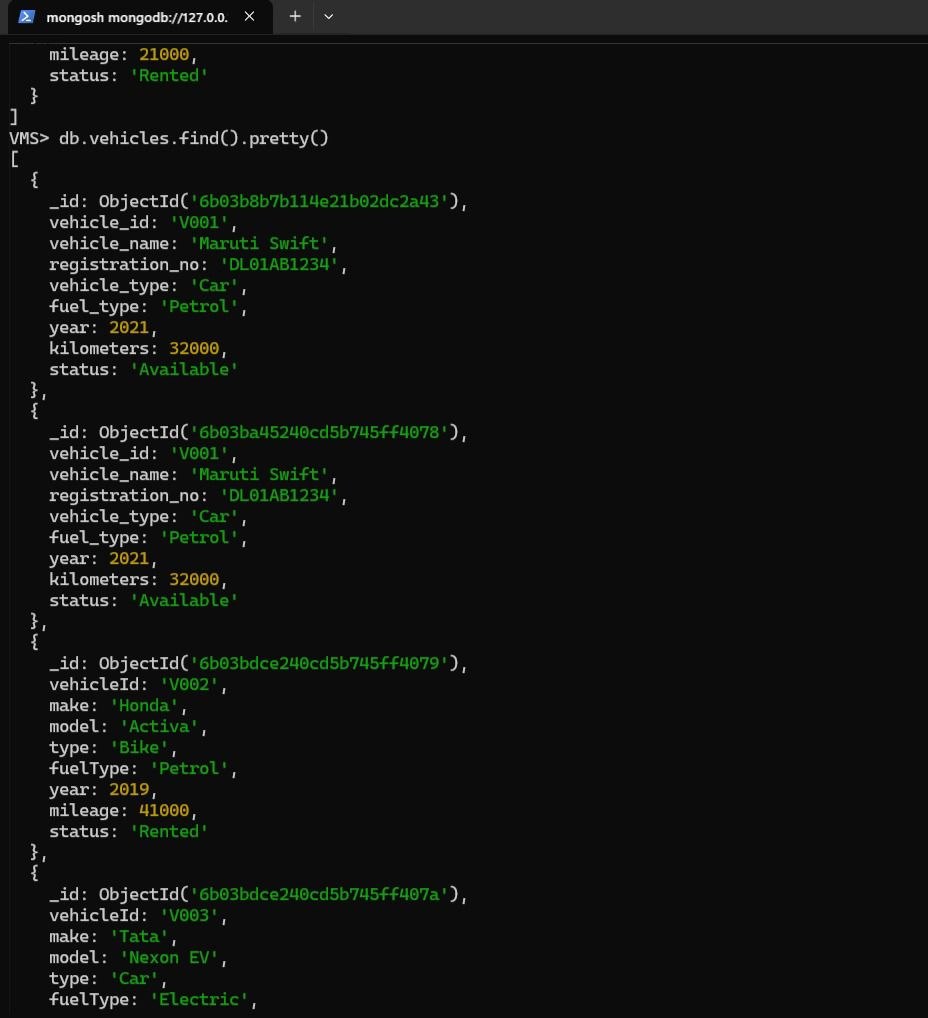 mongosh mongodb://127.0.0.
    mileage: 21000,
    status: 'Rented'
  }
]
VMS> db.vehicles.find().pretty()
[
  {
    _id: ObjectId('6b03b8b7b114e21b02dc2a43'),
    vehicle_id: 'V001',
    vehicle_name: 'Maruti Swift',
    registration_no: 'DL01AB1234',
    vehicle_type: 'Car',
    fuel_type: 'Petrol',
    year: 2021,
    kilometers: 32000,
    status: 'Available'
  },
  {
    _id: ObjectId('6b03ba45240cd5b745ff4078'),
    vehicle_id: 'V001',
    vehicle_name: 'Maruti Swift',
    registration_no: 'DL01AB1234',
    vehicle_type: 'Car',
    fuel_type: 'Petrol',
    year: 2021,
    kilometers: 32000,
    status: 'Available'
  },
  {
    _id: ObjectId('6b03bdce240cd5b745ff4079'),
    vehicleId: 'V002',
    make: 'Honda',
    model: 'Activa',
    type: 'Bike',
    fuelType: 'Petrol',
    year: 2019,
    mileage: 41000,
    status: 'Rented'
  },
  {
    _id: ObjectId('6b03bdce240cd5b745ff407a'),
    vehicleId: 'V003',
    make: 'Tata',
    model: 'Nexon EV',
    type: 'Car',
    fuelType: 'Electric',